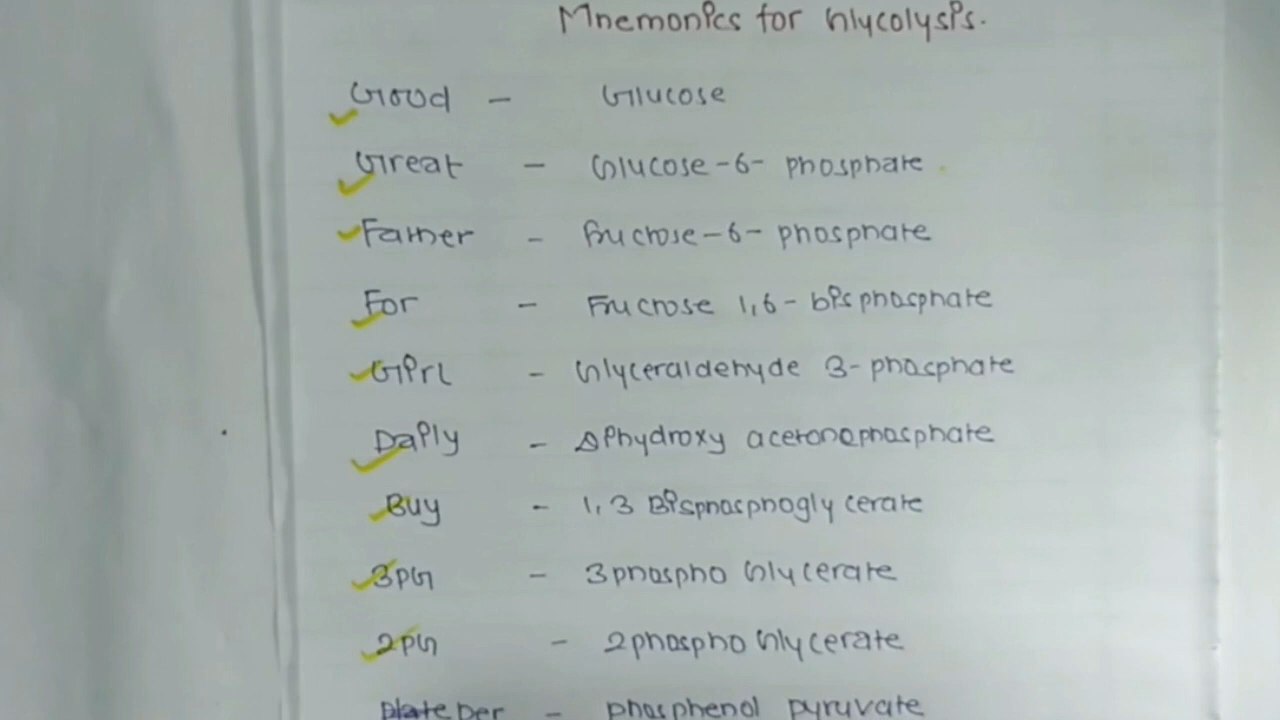 Mnemonics for Glycolysis.
Good - Glucose
Great - Glucose-6-phosphate
Father - Fructose-6-phosphate
For - Fructose 1,6-bisphosphate
Girl - Glyceraldehyde 3-phosphate
Daily - Dihydroxy acetonephosphate
Buy - 1,3 Bisphosphoglycerate
3PG - 3phospho Glycerate
2PG - 2phospho Glycerate
per - phosphenol pyruvate